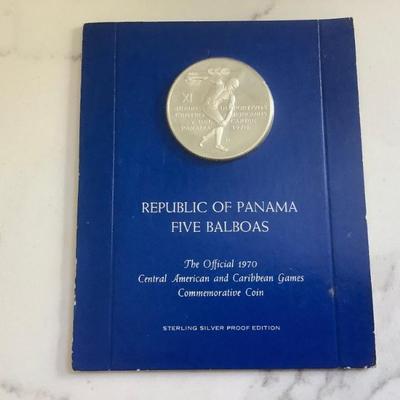 XI
REPUBLIC OF PANAMA
FIVE BALBOAS
The Official 1970
Central American and Caribbean Games
Commemorative Coin
STERLING SILVER PROOF EDITION